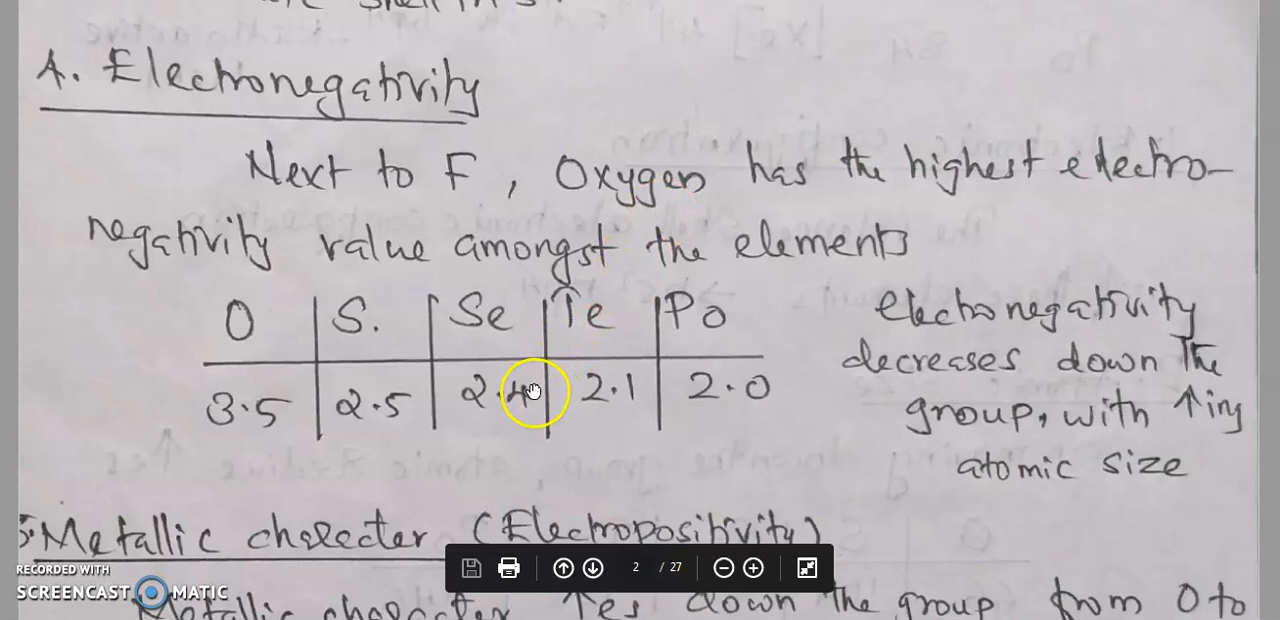 4. Electronegativity
Next to F, Oxygen has the highest electro-
negativity value amongst the elements
O | S. | Se | Te | Po
3.5 | 2.5 | 2.4 | 2.1 | 2.0
electronegativity
decreases down the
group, with ↑ing
atomic size
5. Metallic charecter (Electropositivity)
2 / 27
RECORDED WITH
SCREENCAST MATIC
Metallic character ↑es down the group from O to